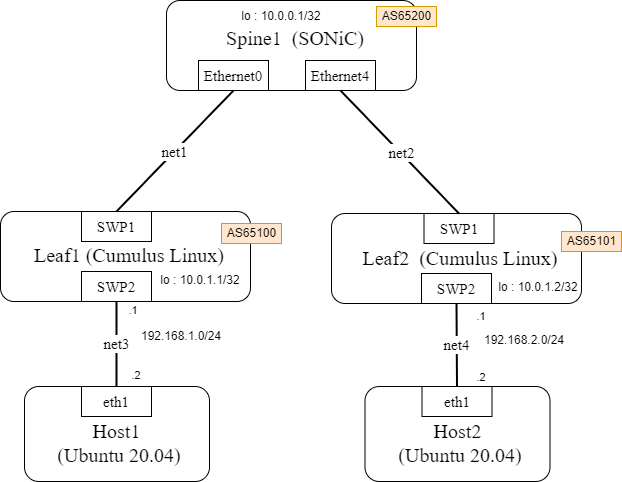 lo : 10.0.0.1/32
AS65200
Spine1 (SONiC)
Ethernet0
Ethernet4
net1
net2
SWP1
AS65100
Leaf1 (Cumulus Linux)
SWP2
lo : 10.0.1.1/32
SWP1
AS65101
Leaf2 (Cumulus Linux)
SWP2
lo : 10.0.1.2/32
.1
192.168.1.0/24
net3
.2
.1
192.168.2.0/24
net4
.2
eth1
Host1
(Ubuntu 20.04)
eth1
Host2
(Ubuntu 20.04)